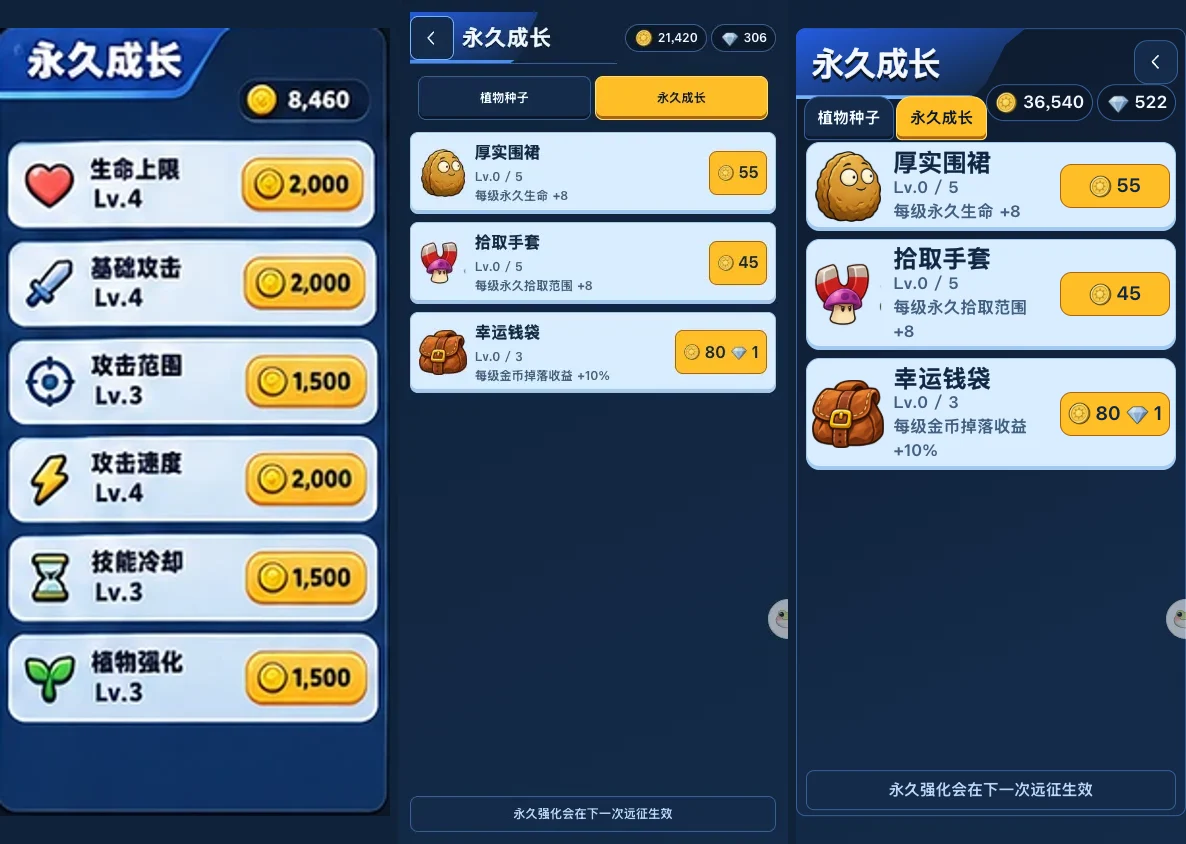 永久成长
8,460
生命上限
Lv.4
2,000
基础攻击
Lv.4
2,000
攻击范围
Lv.3
1,500
攻击速度
Lv.4
2,000
技能冷却
Lv.3
1,500
植物强化
Lv.3
1,500
永久成长
21,420
306
植物种子
永久成长
厚实围裙
Lv.0 / 5
每级永久生命 +8
55
拾取手套
Lv.0 / 5
每级永久拾取范围 +8
45
幸运钱袋
Lv.0 / 3
每级金币掉落收益 +10%
80 1
永久强化会在下一次远征生效
永久成长
植物种子
永久成长
36,540
522
厚实围裙
Lv.0 / 5
每级永久生命 +8
55
拾取手套
Lv.0 / 5
每级永久拾取范围
+8
45
幸运钱袋
Lv.0 / 3
每级金币掉落收益
+10%
80 1
永久强化会在下一次远征生效